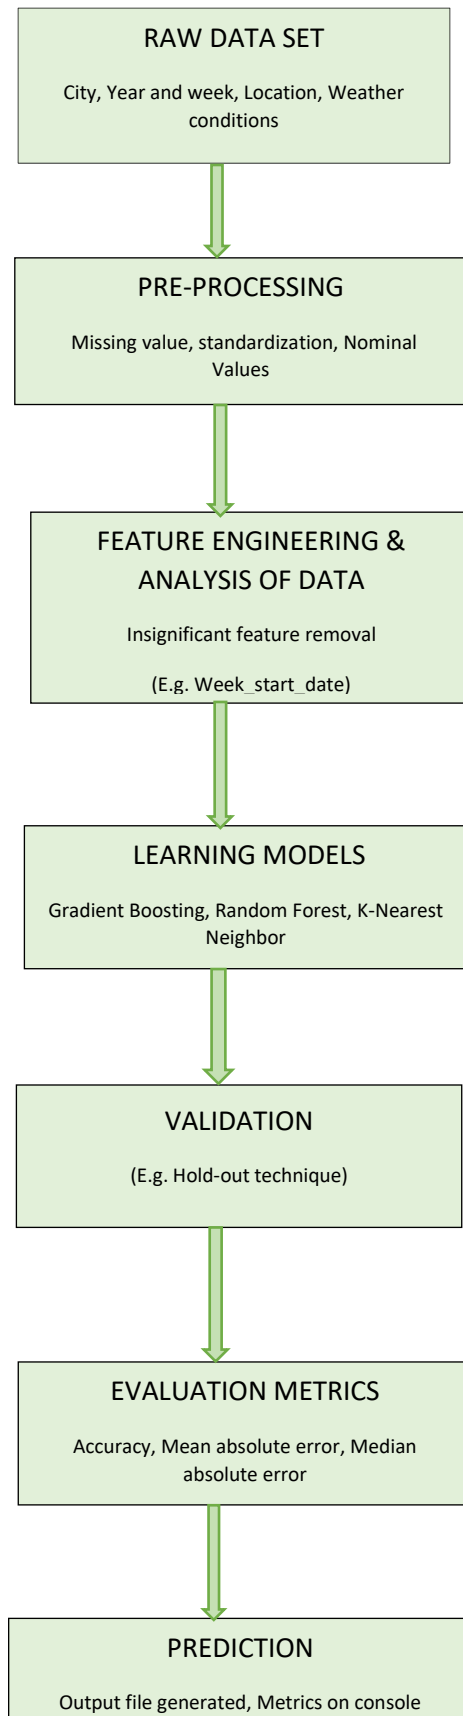 RAW DATA SET
City, Year and week, Location, Weather
conditions
PRE-PROCESSING
Missing value, standardization, Nominal
Values
FEATURE ENGINEERING &
ANALYSIS OF DATA
Insignificant feature removal
(E.g. Week_start_date)
LEARNING MODELS
Gradient Boosting, Random Forest, K-Nearest
Neighbor
VALIDATION
(E.g. Hold-out technique)
EVALUATION METRICS
Accuracy, Mean absolute error, Median
absolute error
PREDICTION
Output file generated, Metrics on console